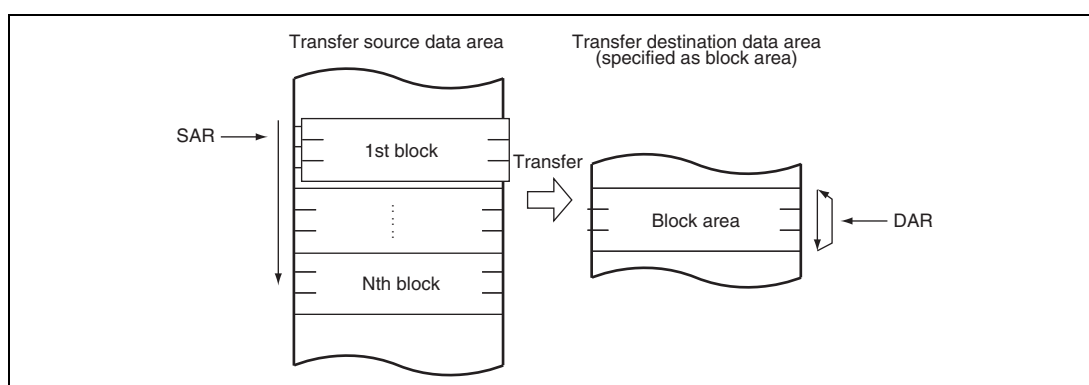 Transfer source data area
Transfer destination data area
(specified as block area)
SAR
1st block
Transfer
Block area
DAR
Nth block